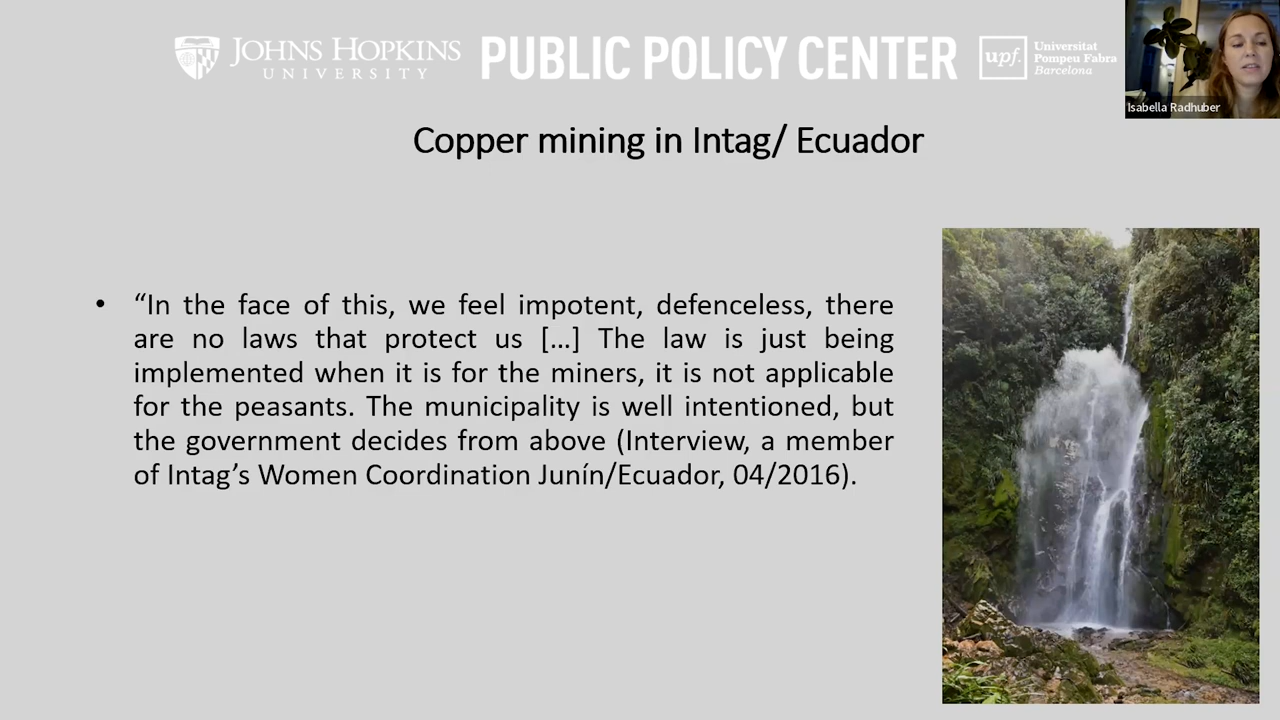 JOHNS HOPKINS
UNIVERSITY
PUBLIC POLICY CENTER
upf.
Universitat
Pompeu Fabra
Barcelona
Isabella Radhuber
Copper mining in Intag/ Ecuador
• “In the face of this, we feel impotent, defenceless, there
are no laws that protect us […] The law is just being
implemented when it is for the miners, it is not applicable
for the peasants. The municipality is well intentioned, but
the government decides from above (Interview, a member
of Intag’s Women Coordination Junín/Ecuador, 04/2016).